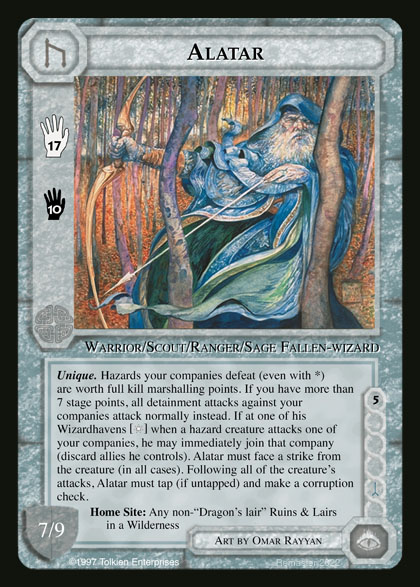 ALATAR
17
10
WARRIOR/SCOUT/RANGER/SAGE FALLEN-WIZARD
Unique. Hazards your companies defeat (even with *)
are worth full kill marshalling points. If you have more than
7 stage points, all detainment attacks against your
companies attack normally instead. If at one of his
Wizardhavens [ ] when a hazard creature attacks one of
your companies, he may immediately join that company
(discard allies he controls). Alatar must face a strike from
the creature (in all cases). Following all of the creature's
attacks, Alatar must tap (if untapped) and make a corruption
check.
5
Home Site: Any non-“Dragon's lair” Ruins & Lairs
in a Wilderness
7/9
ART BY OMAR RAYYAN
©1997 Tolkien Enterprises